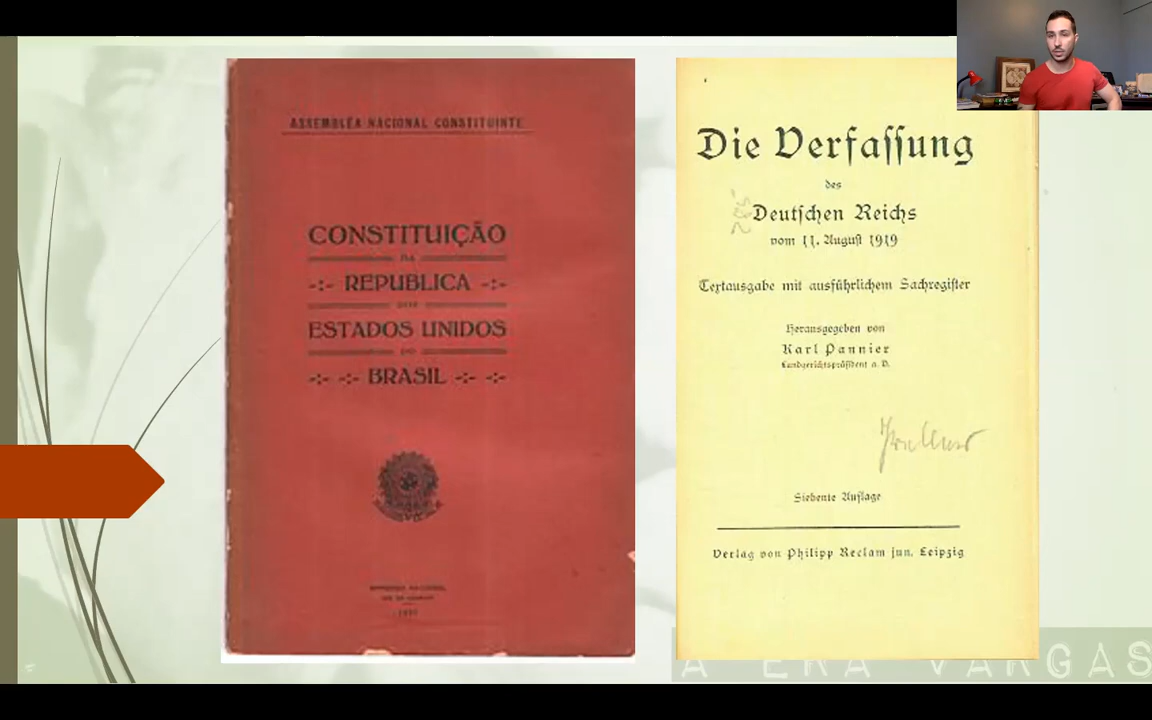 ASSEMBLÉA NACIONAL CONSTITUINTE
CONSTITUIÇÃO
DA
-:- REPUBLICA -:-
DOS
ESTADOS UNIDOS
DO
-:- -:- BRASIL -:- -:-
Die Verfassung
des
Deutschen Reichs
vom 11. August 1919
Textausgabe mit ausführlichem Sachregister
Herausgegeben von
Karl Pannier
Landgerichtspräsident a. D.
Siebente Auflage
Verlag von Philipp Reclam jun. Leipzig
A ERA VARGAS